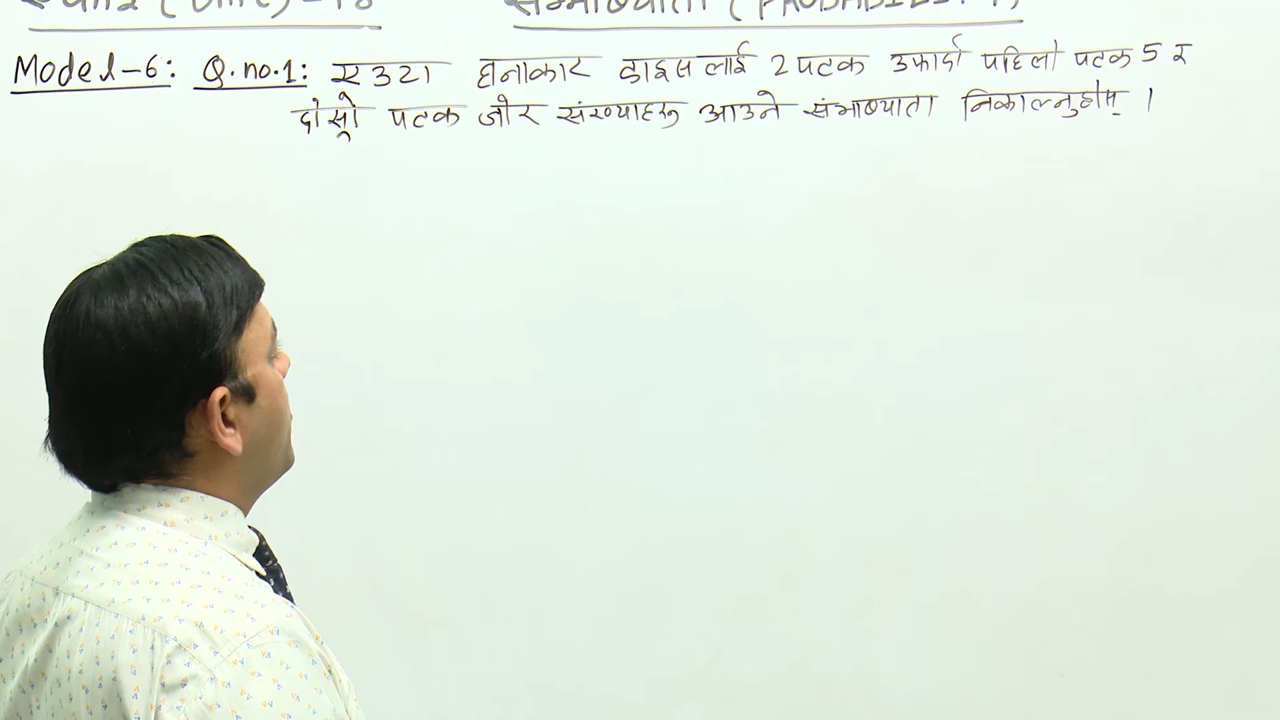 Model-6: Q.no.1: एउटा घनाकार डाइसलाई 2 पटक उफार्दा पहिलो पटक 5 र
दोस्रो पटक जोर संख्याहरु आउने संभाव्यता निकाल्नुहोस् ।